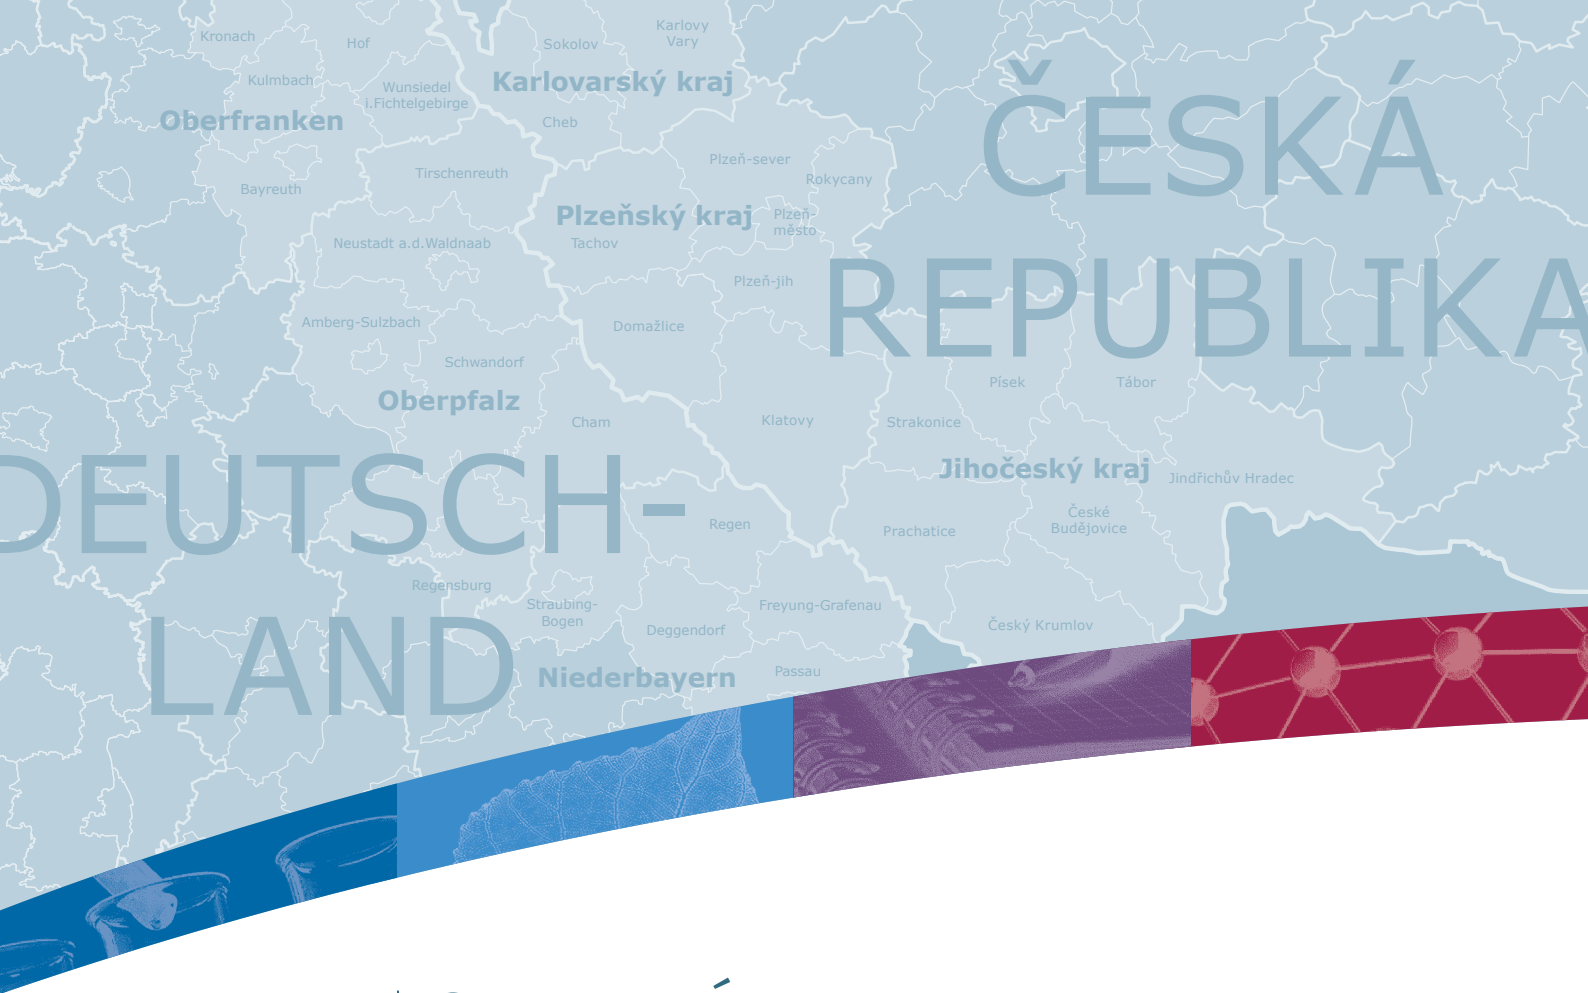 Kronach
Hof
Sokolov
Karlovy
Vary
Kulmbach
Wunsiedel
i.Fichtelgebirge
Karlovarský kraj
Oberfranken
Cheb
ČESKÁ
Bayreuth
Tirschenreuth
Plzeň-sever
Rokycany
Plzeňský kraj
Plzeň-
město
Neustadt a.d.Waldnaab
Tachov
Plzeň-jih
REPUBLIKA
Amberg-Sulzbach
Domažlice
Schwandorf
Písek
Tábor
Oberpfalz
Cham
Klatovy
Strakonice
Jihočeský kraj
Jindřichův Hradec
DEUTSCH-
Regen
Prachatice
České
Budějovice
Regensburg
Straubing-
Bogen
Freyung-Grafenau
Deggendorf
Český Krumlov
LAND
Niederbayern
Passau